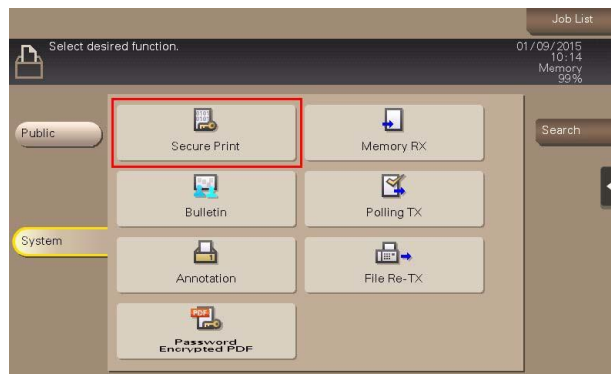 Job List
Select desired function.
01/09/2015
10:14
Memory
99%
Public
Secure Print
Memory RX
Search
Bulletin
Polling TX
System
Annotation
File Re-TX
PDF
Password
Encrypted PDF